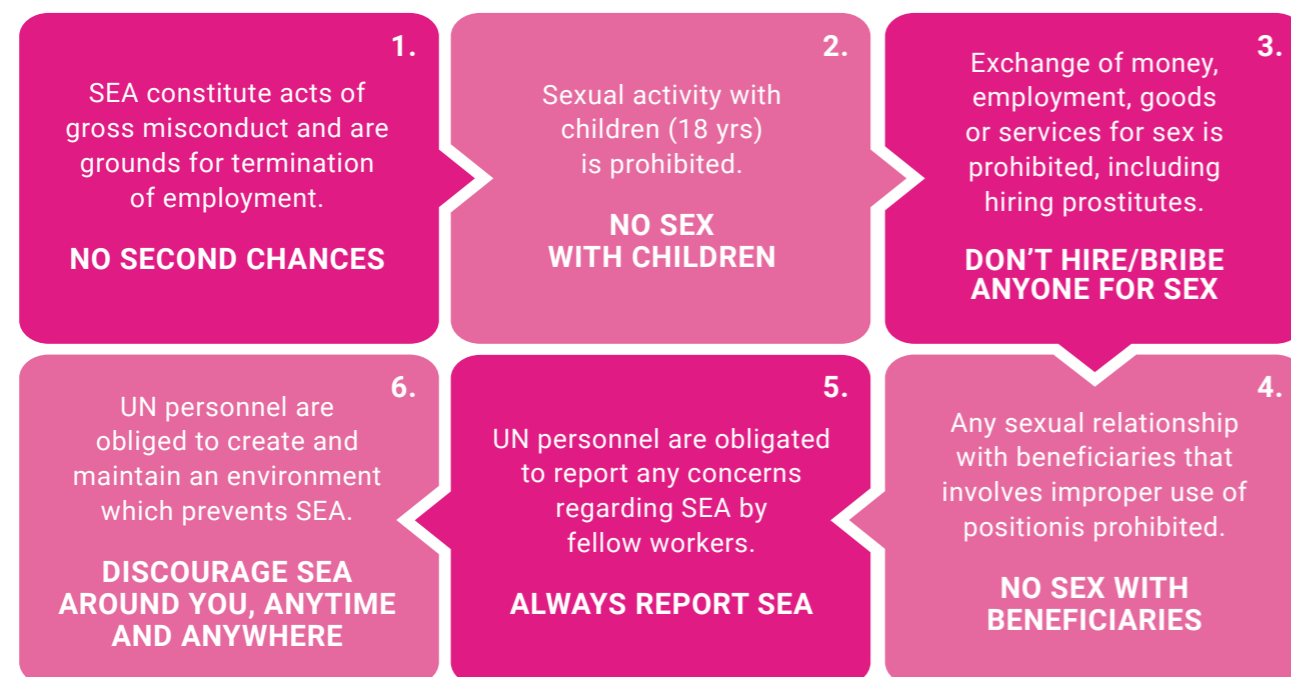 1.
SEA constitute acts of
gross misconduct and are
grounds for termination
of employment.
NO SECOND CHANCES
2.
Sexual activity with
children (18 yrs)
is prohibited.
NO SEX
WITH CHILDREN
3.
Exchange of money,
employment, goods
or services for sex is
prohibited, including
hiring prostitutes.
DON'T HIRE/BRIBE
ANYONE FOR SEX
4.
Any sexual relationship
with beneficiaries that
involves improper use of
positionis prohibited.
NO SEX WITH
BENEFICIARIES
5.
UN personnel are obligated
to report any concerns
regarding SEA by
fellow workers.
ALWAYS REPORT SEA
6.
UN personnel are
obliged to create and
maintain an environment
which prevents SEA.
DISCOURAGE SEA
AROUND YOU, ANYTIME
AND ANYWHERE